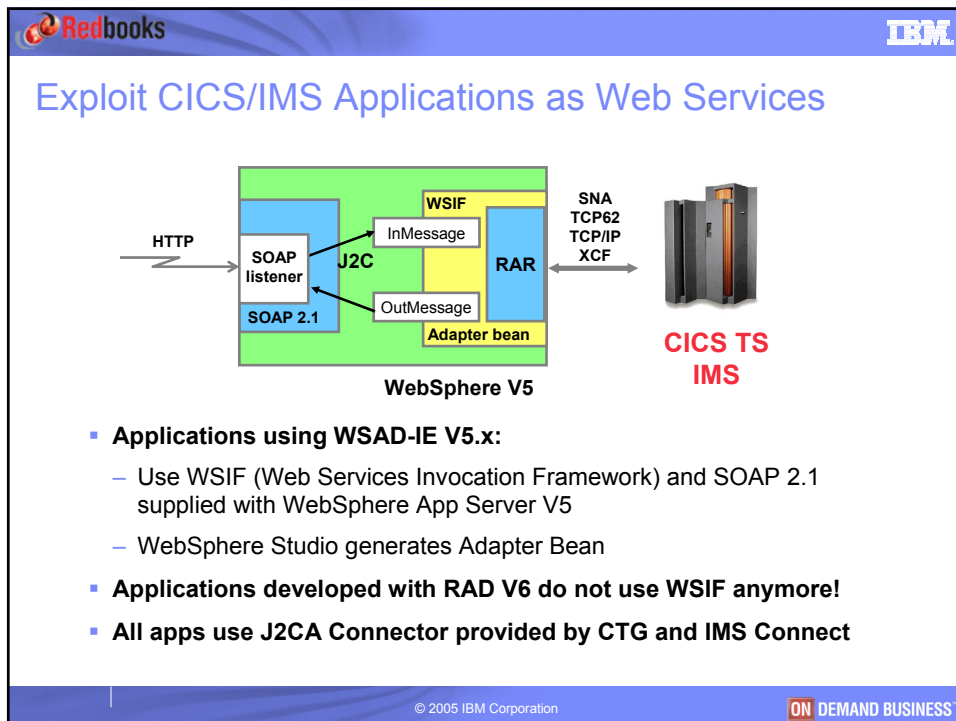 Redbooks
IBM.
Exploit CICS/IMS Applications as Web Services
HTTP
SOAP
listener
SOAP 2.1
J2C
WSIF
InMessage
OutMessage
RAR
Adapter bean
WebSphere V5
SNA
TCP62
TCP/IP
XCF
CICS TS
IMS
▪ Applications using WSAD-IE V5.x:
– Use WSIF (Web Services Invocation Framework) and SOAP 2.1
supplied with WebSphere App Server V5
– WebSphere Studio generates Adapter Bean
▪ Applications developed with RAD V6 do not use WSIF anymore!
▪ All apps use J2CA Connector provided by CTG and IMS Connect
© 2005 IBM Corporation
ON DEMAND BUSINESS